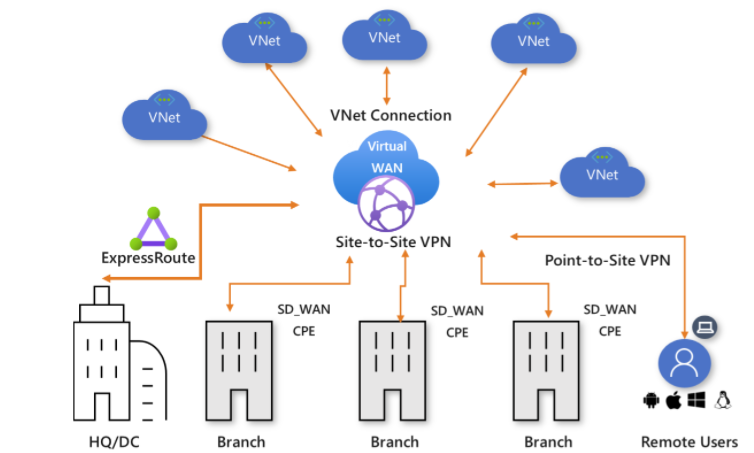 VNet
VNet
VNet
VNet
VNet Connection
Virtual
WAN
VNet
Site-to-Site VPN
ExpressRoute
Point-to-Site VPN
SD_WAN
CPE
SD_WAN
CPE
SD_WAN
CPE
HQ/DC
Branch
Branch
Branch
Remote Users